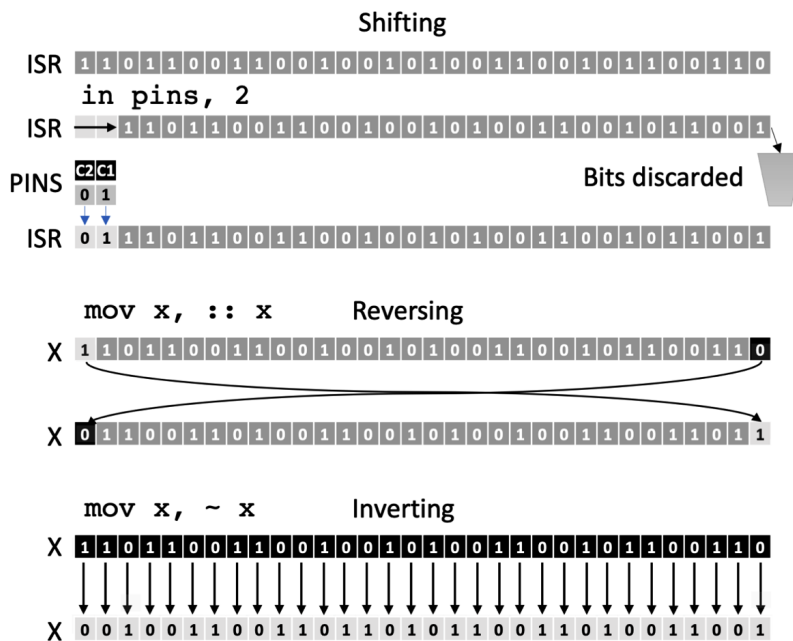 Shifting
ISR 1 1 0 1 1 0 0 1 1 0 0 1 0 0 1 0 1 0 0 1 1 0 0 1 0 1 1 0 0 1 1 0
in pins, 2
ISR 1 1 0 1 1 0 0 1 1 0 0 1 0 0 1 0 1 0 0 1 1 0 0 1 0 1 1 0 0 1
C2 C1
PINS Bits discarded
0 1
ISR 0 1 1 1 0 1 1 0 0 1 1 0 0 1 0 0 1 0 1 0 0 1 1 0 0 1 0 1 1 0 0 1
mov x, :: x Reversing
X 1 1 0 1 1 0 0 1 1 0 0 1 0 0 1 0 1 0 0 1 1 0 0 1 0 1 1 0 0 1 1 0
X 0 1 1 0 0 1 1 0 1 0 0 1 1 0 0 1 0 1 0 0 1 0 0 1 1 0 0 1 1 0 1 1
mov x, ~ x Inverting
X 1 1 0 1 1 0 0 1 1 0 0 1 0 0 1 0 1 0 0 1 1 0 0 1 0 1 1 0 0 1 1 0
X 0 0 1 0 0 1 1 0 0 1 1 0 1 1 0 1 0 1 1 0 0 1 1 0 1 0 0 1 1 0 0 1